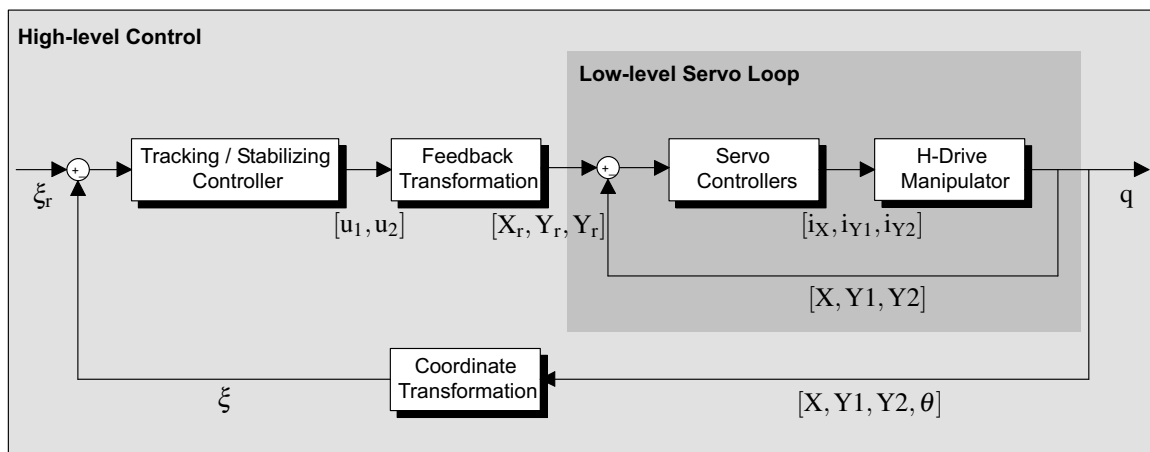 High-level Control
Low-level Servo Loop
Tracking / Stabilizing
Controller
Feedback
Transformation
+
−
Servo
Controllers
H-Drive
Manipulator
+
−
ξr
[u1, u2]
[Xr, Yr, Yr]
[iX, iY1, iY2]
q
[X, Y1, Y2]
Coordinate
Transformation
ξ
[X, Y1, Y2, θ]